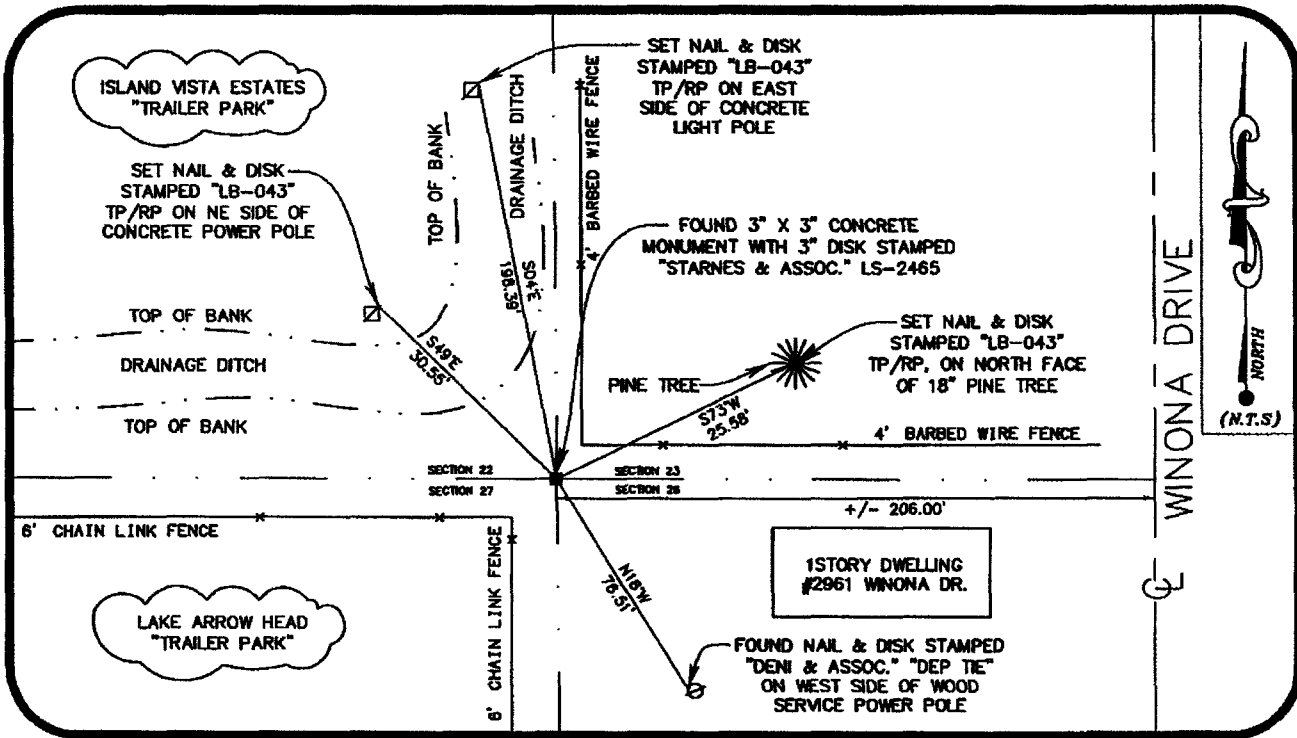 ISLAND VISTA ESTATES
"TRAILER PARK"
SET NAIL & DISK
STAMPED "LB-043"
TP/RP ON EAST
SIDE OF CONCRETE
LIGHT POLE
SET NAIL & DISK
STAMPED "LB-043"
TP/RP ON NE SIDE OF
CONCRETE POWER POLE
TOP OF BANK
DRAINAGE DITCH
4' BARBED WIRE FENCE
S04°E
198.39'
FOUND 3" X 3" CONCRETE
MONUMENT WITH 3" DISK STAMPED
"STARNES & ASSOC." LS-2465
TOP OF BANK
DRAINAGE DITCH
TOP OF BANK
S49°E
30.55'
PINE TREE
SET NAIL & DISK
STAMPED "LB-043"
TP/RP, ON NORTH FACE
OF 18" PINE TREE
S73°W
25.58'
4' BARBED WIRE FENCE
WINONA DRIVE
NORTH
(N.T.S)
SECTION 22
SECTION 23
SECTION 27
SECTION 26
+/- 206.00'
6' CHAIN LINK FENCE
6' CHAIN LINK FENCE
N18°W
76.51'
1STORY DWELLING
#2961 WINONA DR.
LAKE ARROW HEAD
"TRAILER PARK"
FOUND NAIL & DISK STAMPED
"DENI & ASSOC." "DEP TIE"
ON WEST SIDE OF WOOD
SERVICE POWER POLE